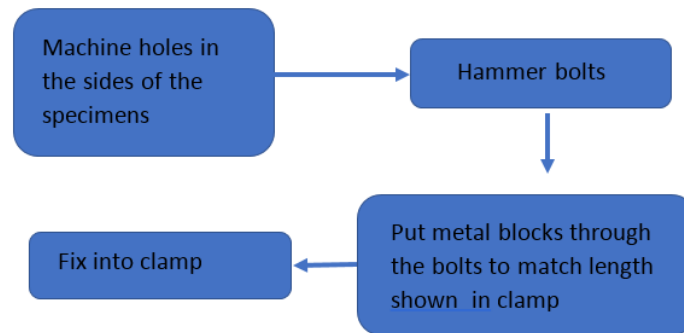 Machine holes in
the sides of the
specimens
Hammer bolts
Put metal blocks through
the bolts to match length
shown in clamp
Fix into clamp